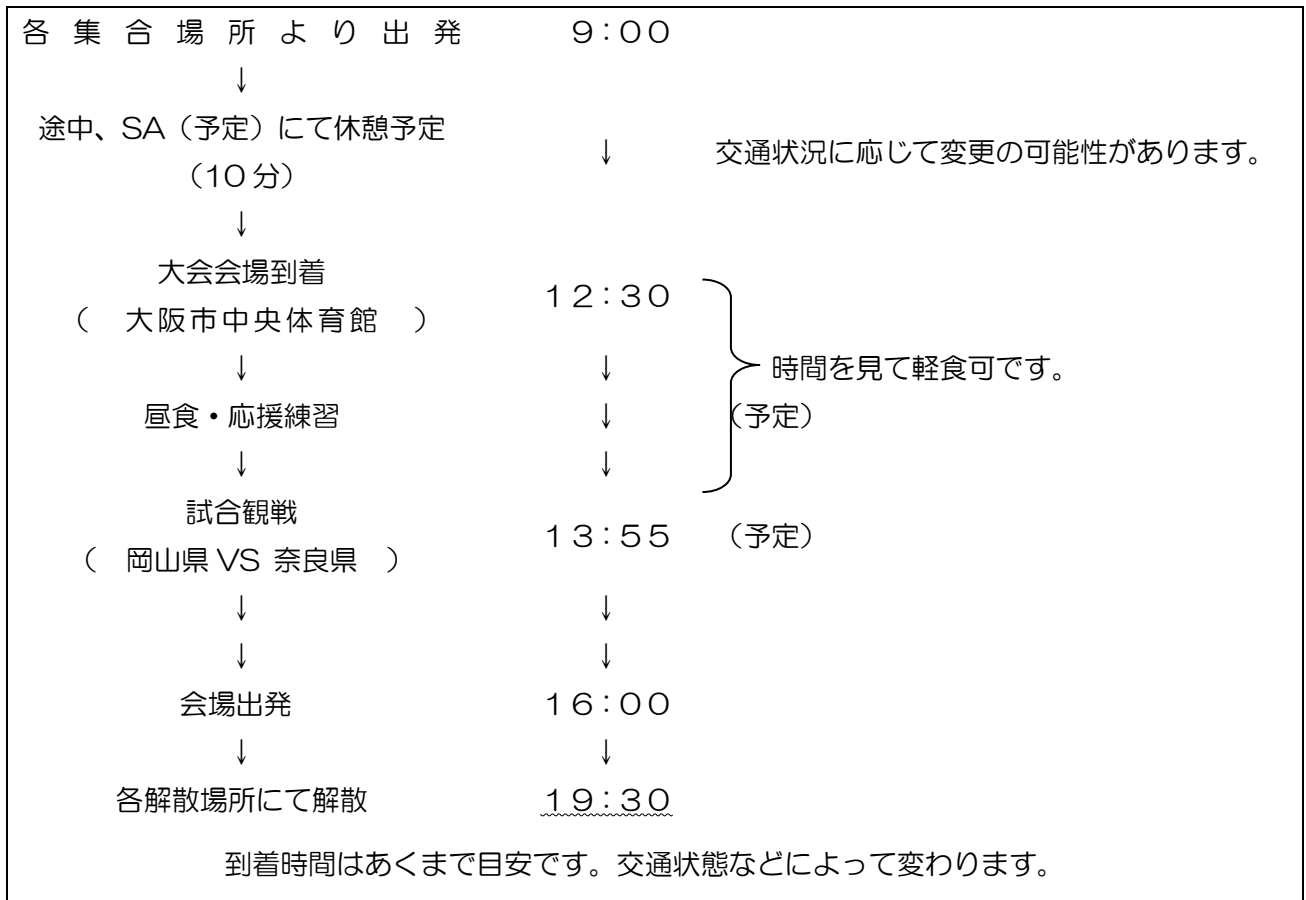 各集合場所より出発 9:00
↓
途中、SA（予定）にて休憩予定
（10分）
↓ 交通状況に応じて変更の可能性があります。
↓
大会会場到着
（ 大阪市中央体育館 ）
12:30
↓ ↓ 時間を見て軽食可です。
昼食・応援練習 ↓ （予定）
↓ ↓
試合観戦
（ 岡山県 VS 奈良県 ）
13:55 （予定）
↓ ↓
↓ ↓
会場出発 16:00
↓ ↓
各解散場所にて解散 19:30
到着時間はあくまで目安です。交通状態などによって変わります。